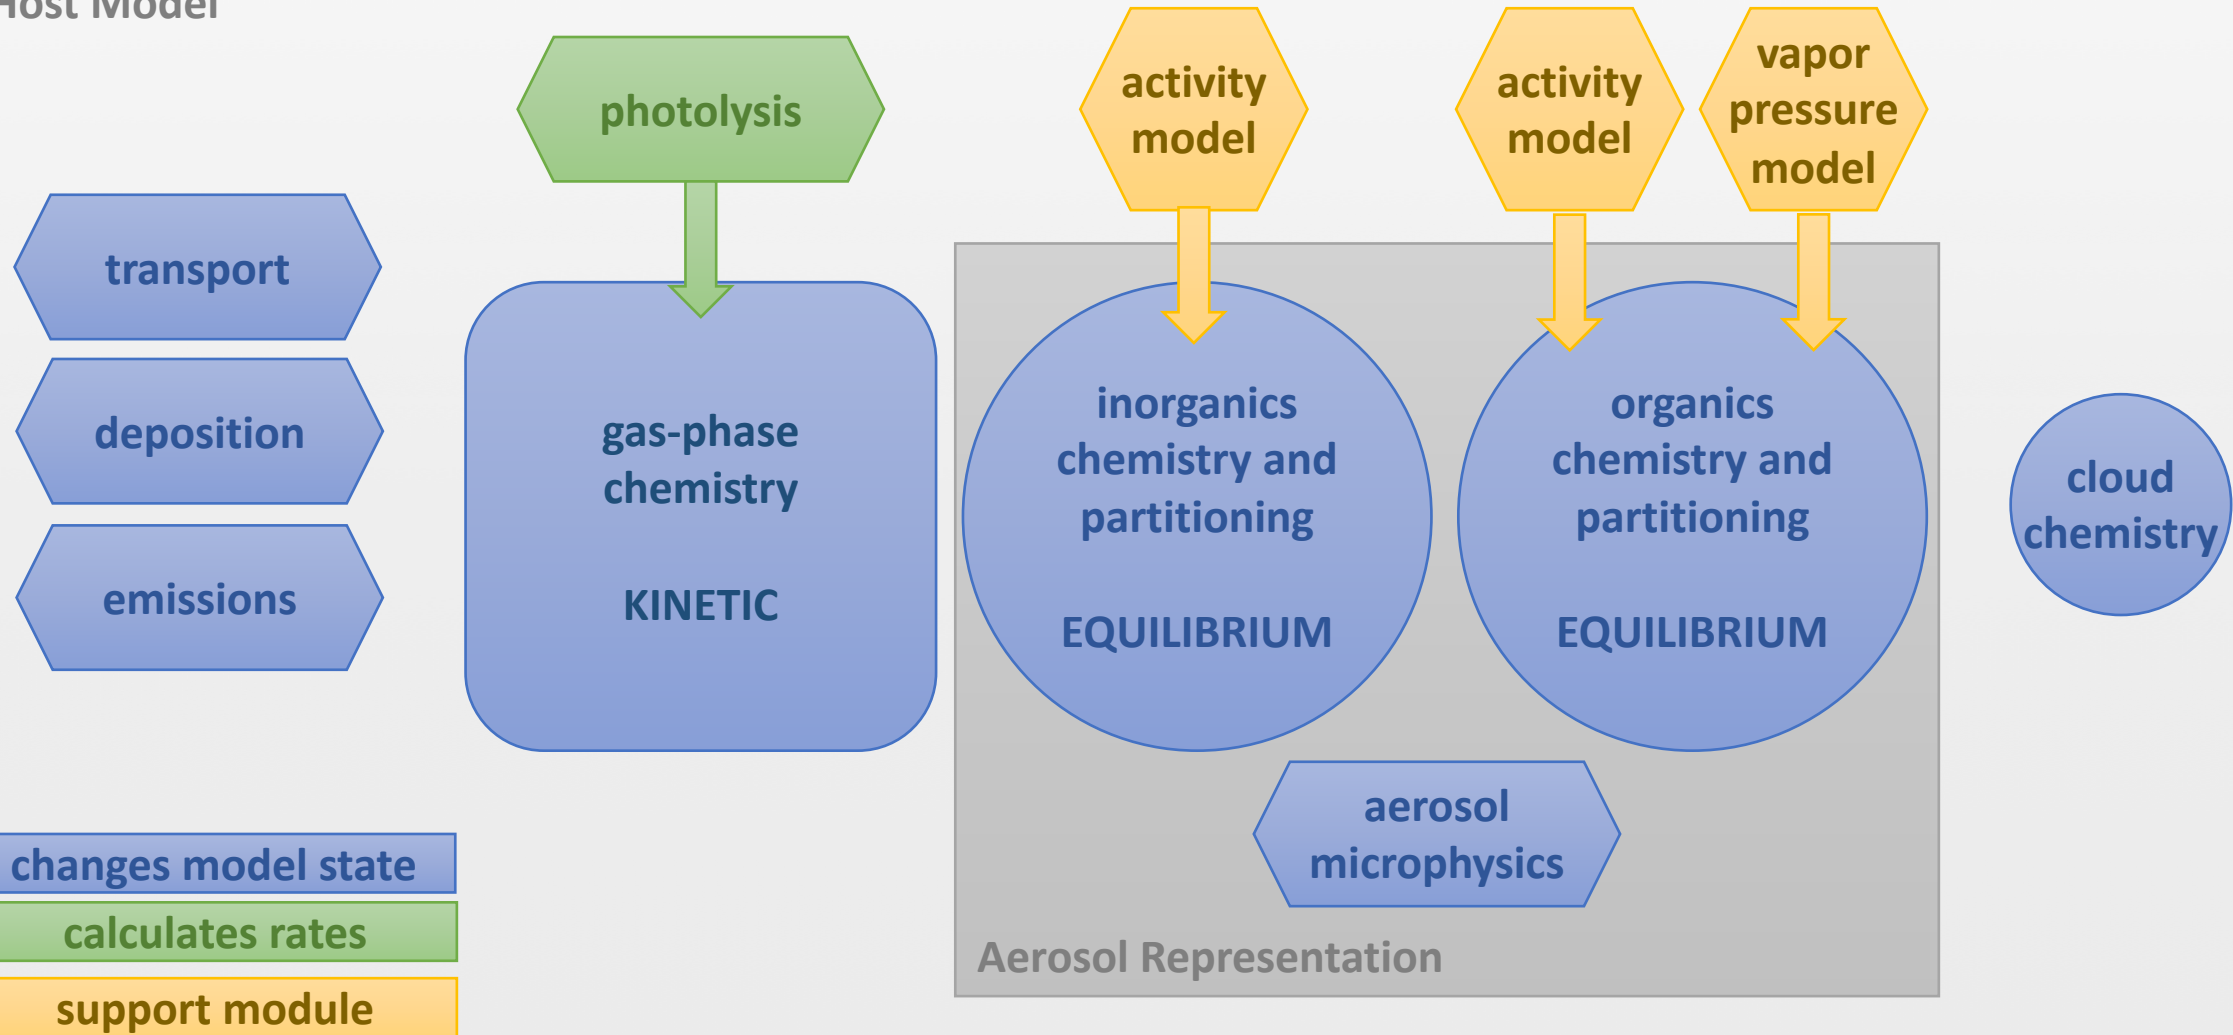 Host Model
photolysis
activity
model
activity
model
vapor
pressure
model
transport
deposition
emissions
gas-phase
chemistry
KINETIC
inorganics
chemistry and
partitioning
EQUILIBRIUM
organics
chemistry and
partitioning
EQUILIBRIUM
cloud
chemistry
aerosol
microphysics
Aerosol Representation
changes model state
calculates rates
support module